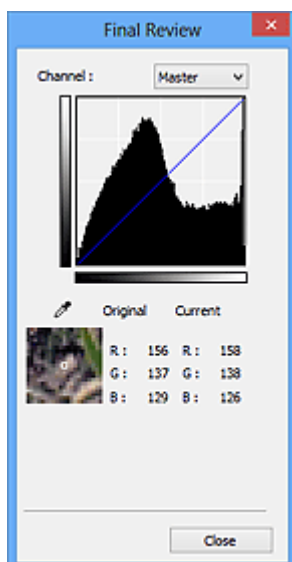 Final Review
Channel : Master
Original Current
R : 156 R : 158
G : 137 G : 138
B : 129 B : 126
Close